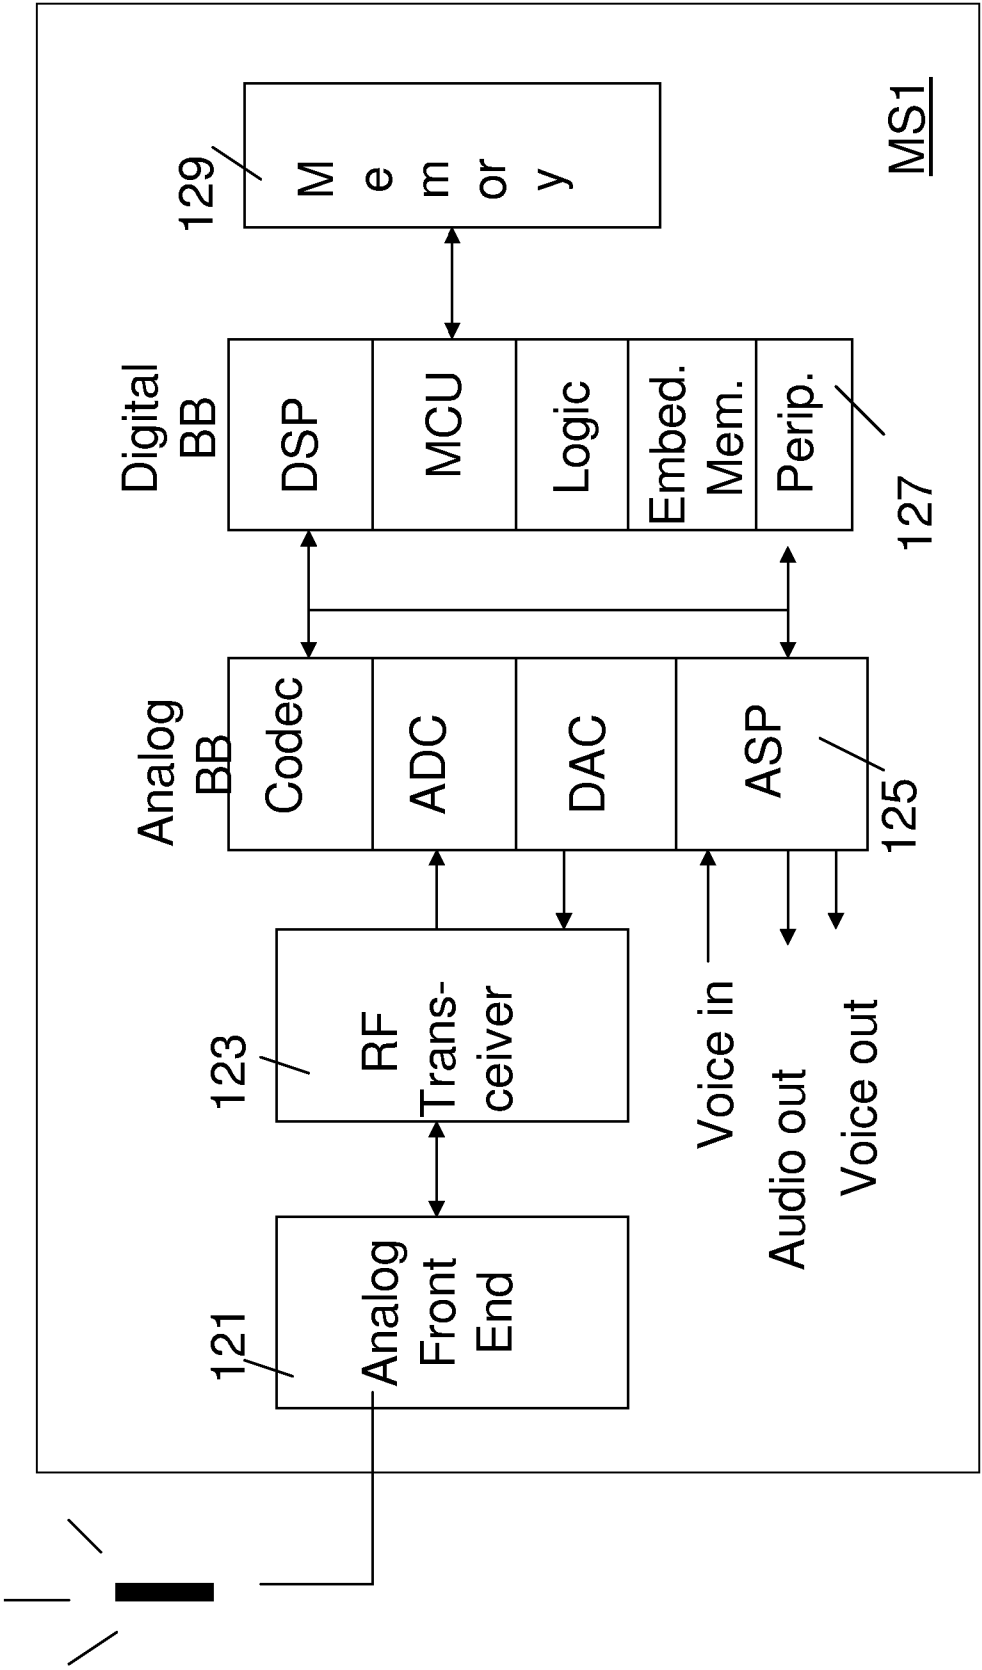 121
Analog
Front
End
123
RF
Trans-
ceiver
Analog
BB
Codec
ADC
DAC
ASP
125
Voice in
Audio out
Voice out
Digital
BB
DSP
MCU
Logic
Embed.
Mem.
Perip.
127
129
M
e
m
or
y
MS1